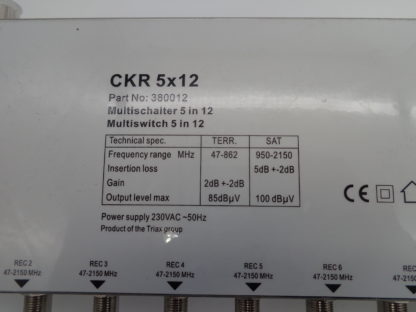 CKR 5x12
Part No: 380012
Multischalter 5 in 12
Multiswitch 5 in 12
Technical spec. TERR. SAT
Frequency range MHz 47-862 950-2150
Insertion loss 5dB +-2dB
Gain 2dB +-2dB
Output level max 85dBµV 100 dBµV
Power supply 230VAC ~50Hz
Product of the Triax group
CE
REC 2 REC 3 REC 4 REC 5 REC 6 REC
47-2150 MHz 47-2150 MHz 47-2150 MHz 47-2150 MHz 47-2150 MHz 47-2150